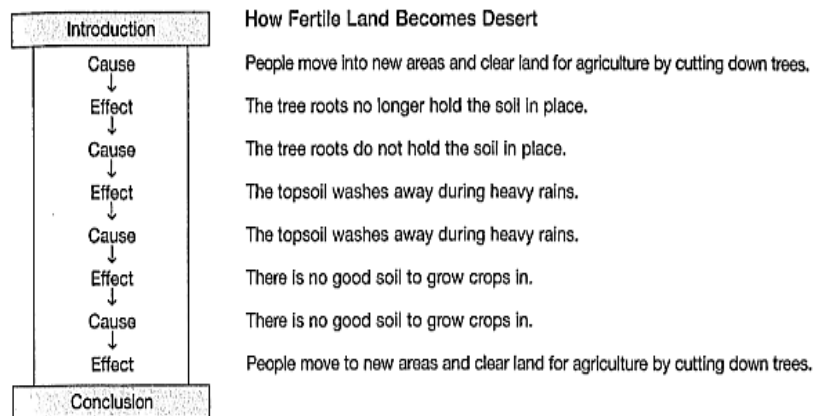 Introduction How Fertile Land Becomes Desert
Cause People move into new areas and clear land for agriculture by cutting down trees.
Effect The tree roots no longer hold the soil in place.
Cause The tree roots do not hold the soil in place.
Effect The topsoil washes away during heavy rains.
Cause The topsoil washes away during heavy rains.
Effect There is no good soil to grow crops in.
Cause There is no good soil to grow crops in.
Effect People move to new areas and clear land for agriculture by cutting down trees.
Conclusion